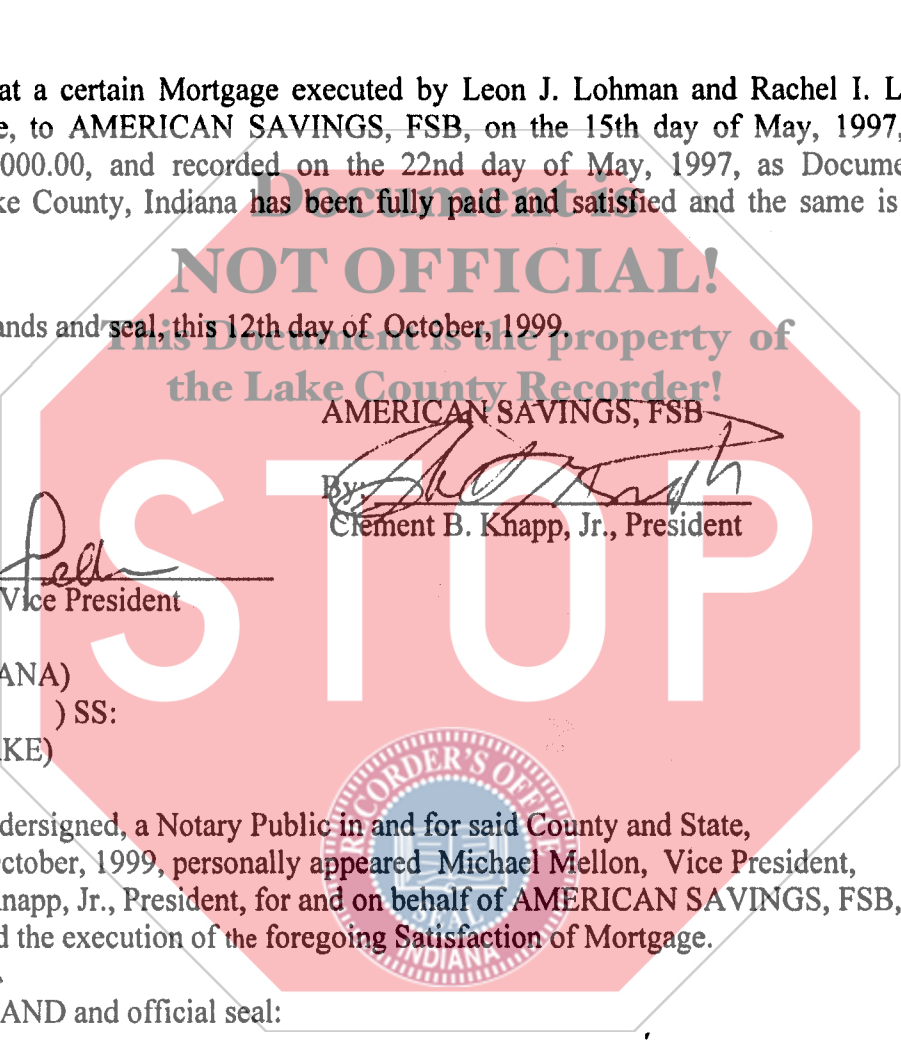 at a certain Mortgage executed by Leon J. Lohman and Rachel I. L
e, to AMERICAN SAVINGS, FSB, on the 15th day of May, 1997,
000.00, and recorded on the 22nd day of May, 1997, as Docume
ke County, Indiana has been fully paid and satisfied and the same is
Document is
NOT OFFICIAL!
This Document is the property of
the Lake County Recorder!
ands and seal, this 12th day of October, 1999.
AMERICAN SAVINGS, FSB
By:
Clement B. Knapp, Jr., President
Vice President
STOP
ANA)
) SS:
KE)
dersigned, a Notary Public in and for said County and State,
ctober, 1999, personally appeared Michael Mellon, Vice President,
napp, Jr., President, for and on behalf of AMERICAN SAVINGS, FSB,
d the execution of the foregoing Satisfaction of Mortgage.
AND and official seal:
RECORDER'S OFFICE
SEAL
INDIANA